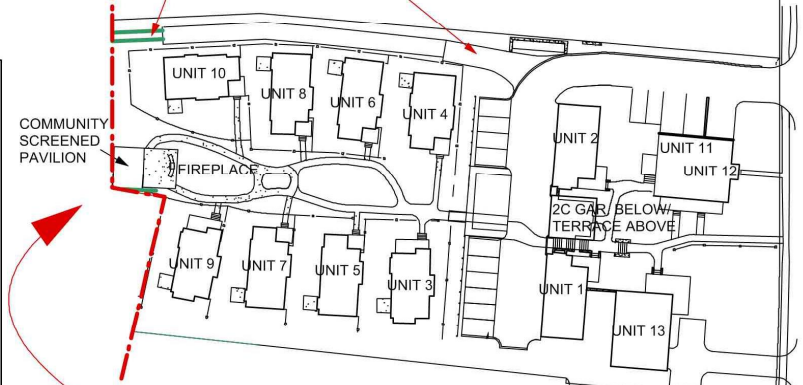 UNIT 10
UNIT 8
UNIT 6
UNIT 4
COMMUNITY
SCREENED
PAVILION
FIREPLACE
UNIT 2
UNIT 11
UNIT 12
2C GAR. BELOW/
TERRACE ABOVE
UNIT 9
UNIT 7
UNIT 5
UNIT 3
UNIT 1
UNIT 13